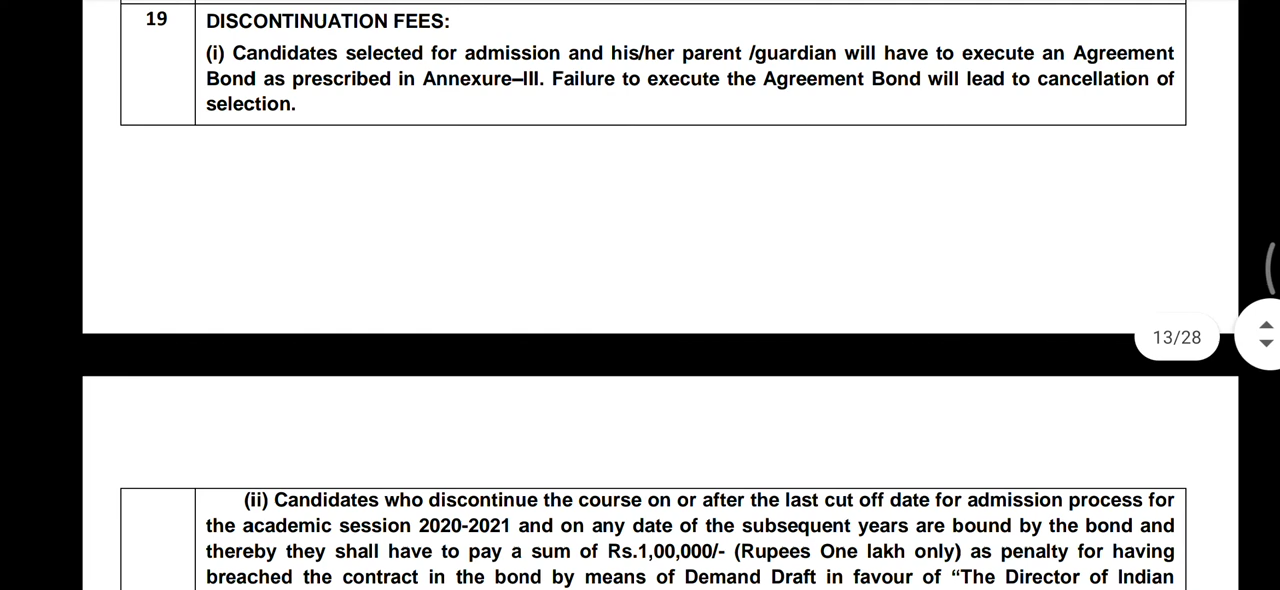 19
DISCONTINUATION FEES:
(i) Candidates selected for admission and his/her parent /guardian will have to execute an Agreement
Bond as prescribed in Annexure–III. Failure to execute the Agreement Bond will lead to cancellation of
selection.
13/28
(ii) Candidates who discontinue the course on or after the last cut off date for admission process for
the academic session 2020-2021 and on any date of the subsequent years are bound by the bond and
thereby they shall have to pay a sum of Rs.1,00,000/- (Rupees One lakh only) as penalty for having
breached the contract in the bond by means of Demand Draft in favour of “The Director of Indian